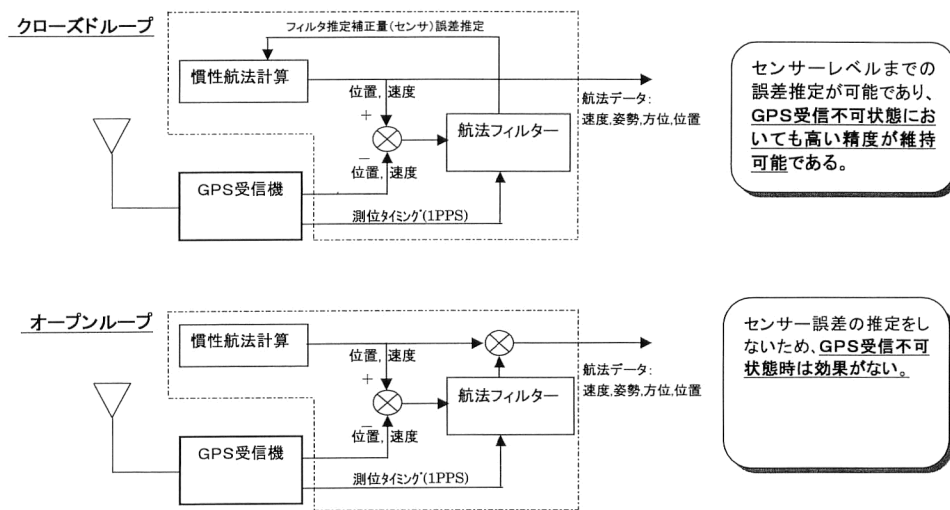 クローズドループ
フィルタ推定補正量(センサ)誤差推定
慣性航法計算
位置, 速度
+
航法データ:
速度,姿勢,方位,位置
航法フィルター
−
位置, 速度
GPS受信機
測位タイミング(1PPS)
センサーレベルまでの
誤差推定が可能であり、
GPS受信不可状態にお
いても高い精度が維持
可能である。
オープンループ
慣性航法計算
位置, 速度
+
航法データ:
速度,姿勢,方位,位置
航法フィルター
−
位置, 速度
GPS受信機
測位タイミング(1PPS)
センサー誤差の推定をし
ないため、GPS受信不可
状態時は効果がない。